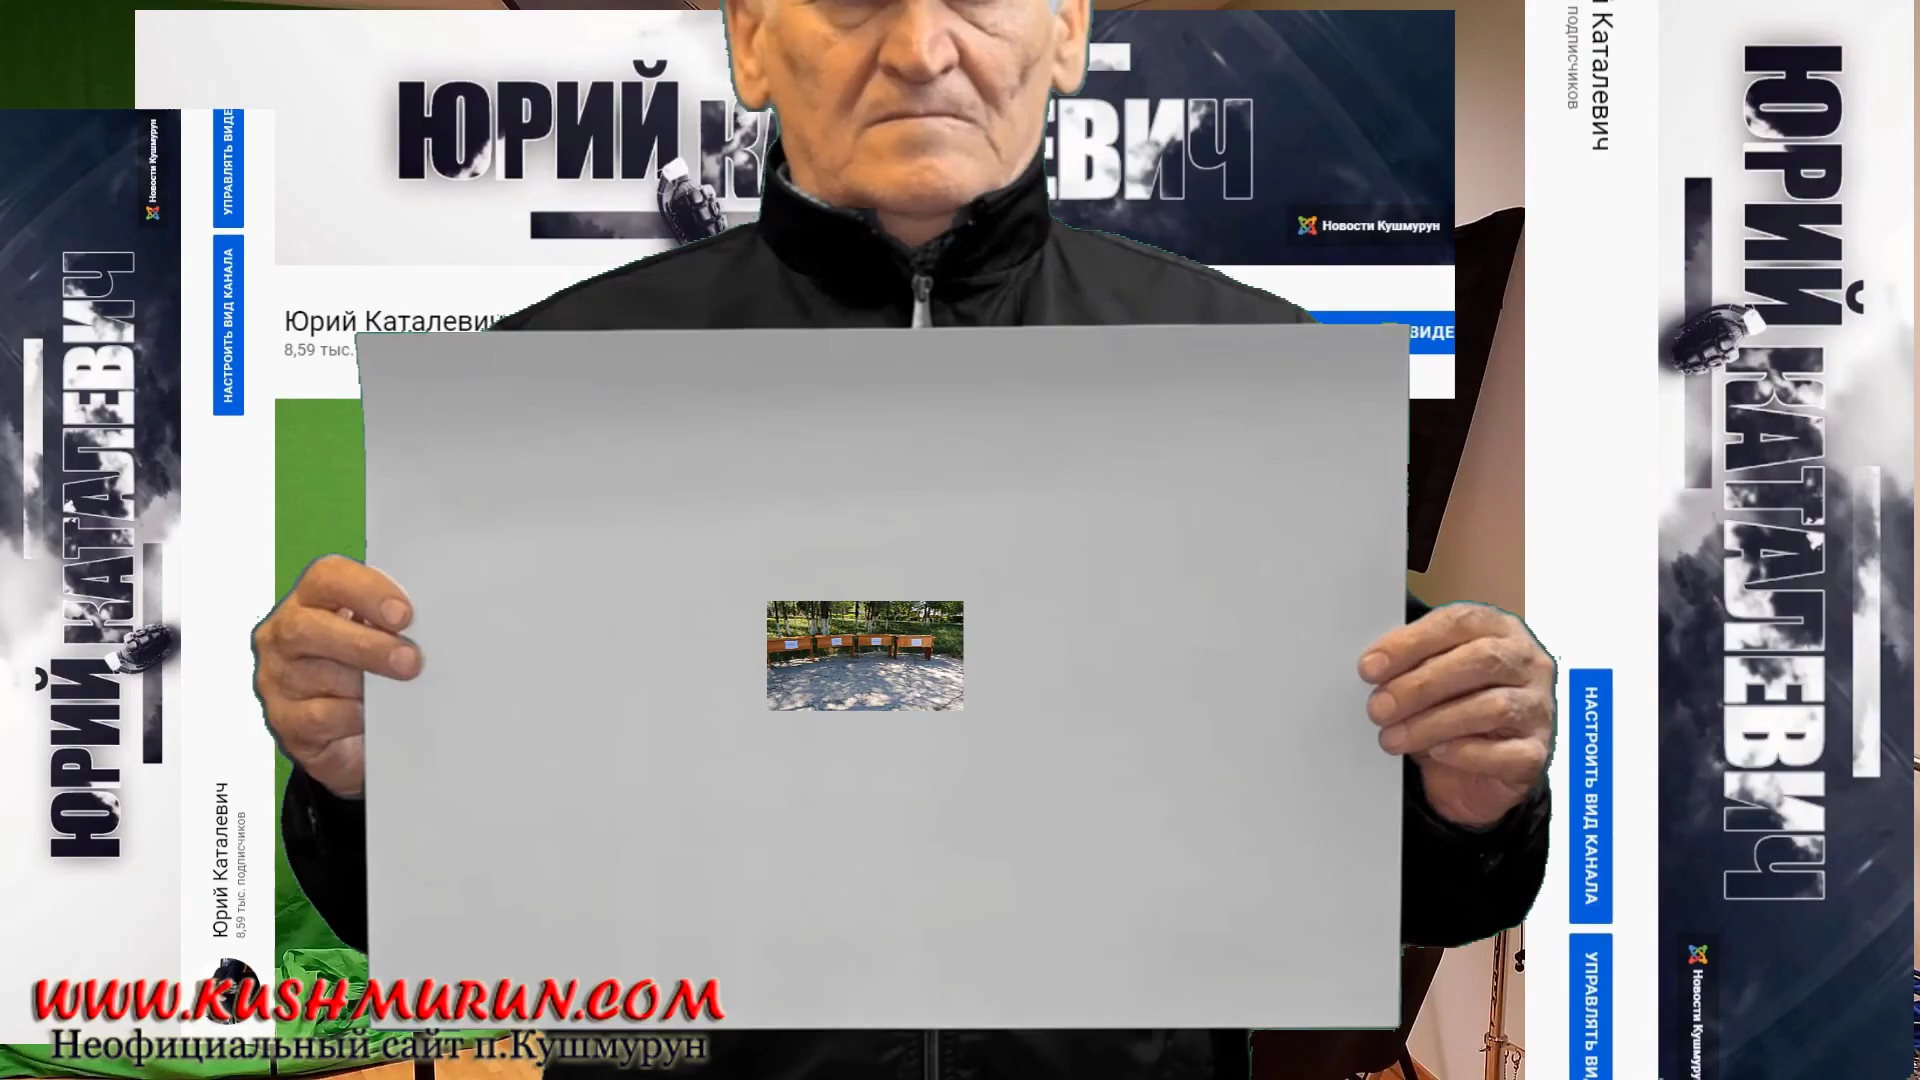 ЮРИЙ К ЕВИЧ
Новости Кушмурун
Юрий Каталевич
8,59 тыс.
ВИДЕ
ЮРИЙ КАТАЛЕВИЧ
Новости Кушмурун
УПРАВЛЯТЬ ВИДЕ
НАСТРОИТЬ ВИД КАНАЛА
Юрий Каталевич
8,59 тыс. подписчиков
й Каталевич
подписчиков
НАСТРОИТЬ ВИД КАНАЛА
УПРАВЛЯТЬ ВИ
ЮРИЙ КАТАЛЕВИЧ
Новости Кушмуру
WWW.KUSHMURUN.COM
Неофициальный сайт п.Кушмурун